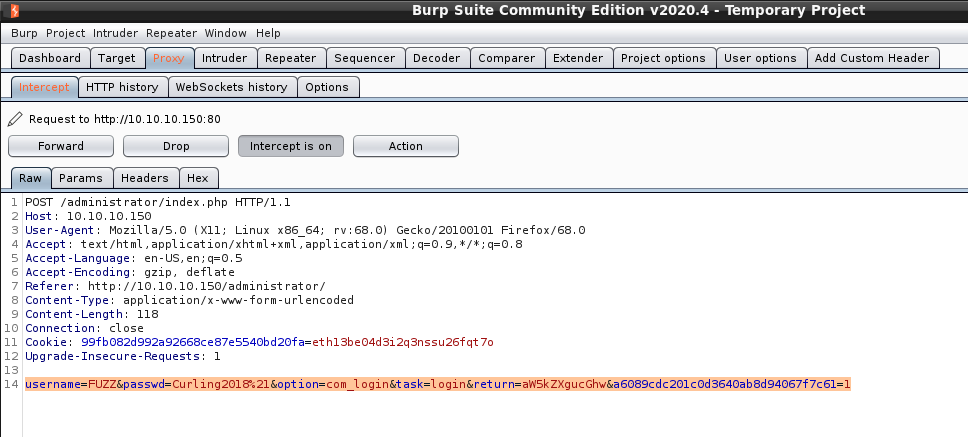 Burp Suite Community Edition v2020.4 - Temporary Project
Burp Project Intruder Repeater Window Help
Dashboard Target Proxy Intruder Repeater Sequencer Decoder Comparer Extender Project options User options Add Custom Header
Intercept HTTP history WebSockets history Options
Request to http://10.10.10.150:80
Forward Drop Intercept is on Action
Raw Params Headers Hex
1 POST /administrator/index.php HTTP/1.1
2 Host: 10.10.10.150
3 User-Agent: Mozilla/5.0 (X11; Linux x86_64; rv:68.0) Gecko/20100101 Firefox/68.0
4 Accept: text/html,application/xhtml+xml,application/xml;q=0.9,*/*;q=0.8
5 Accept-Language: en-US,en;q=0.5
6 Accept-Encoding: gzip, deflate
7 Referer: http://10.10.10.150/administrator/
8 Content-Type: application/x-www-form-urlencoded
9 Content-Length: 118
10 Connection: close
11 Cookie: 99fb082d992a92668ce87e5540bd20fa=eth13be04d3i2q3nssu26fqt7o
12 Upgrade-Insecure-Requests: 1
13
14 username=FUZZ&passwd=Curling2018%21&option=com_login&task=login&return=aW5kZXgucGhw&a6089cdc201c0d3640ab8d94067f7c61=1